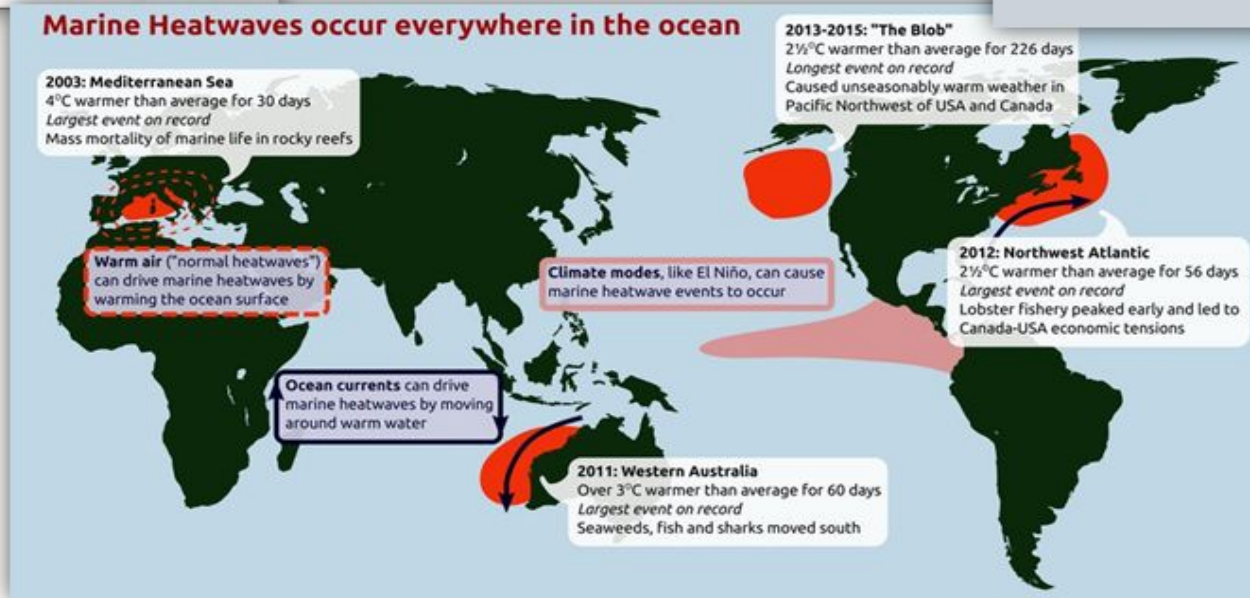 Marine Heatwaves occur everywhere in the ocean
2003: Mediterranean Sea
4°C warmer than average for 30 days
Largest event on record
Mass mortality of marine life in rocky reefs
2013-2015: "The Blob"
2½°C warmer than average for 226 days
Longest event on record
Caused unseasonably warm weather in
Pacific Northwest of USA and Canada
Warm air ("normal heatwaves")
can drive marine heatwaves by
warming the ocean surface
Climate modes, like El Niño, can cause
marine heatwave events to occur
2012: Northwest Atlantic
2½°C warmer than average for 56 days
Largest event on record
Lobster fishery peaked early and led to
Canada-USA economic tensions
Ocean currents can drive
marine heatwaves by moving
around warm water
2011: Western Australia
Over 3°C warmer than average for 60 days
Largest event on record
Seaweeds, fish and sharks moved south